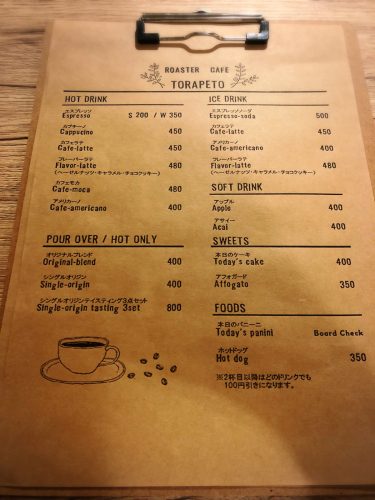 ROASTER CAFE
TORAPETO
HOT DRINK
エスプレッソ
Espresso S 200 / W 350
カプチーノ
Cappucino 450
カフェラテ
Cafe-latte 450
フレーバーラテ
Flavor-latte 480
(ヘーゼルナッツ・キャラメル・チョコクッキー)
カフェモカ
Cafe-moca 480
アメリカーノ
Cafe-americano 400
POUR OVER / HOT ONLY
オリジナルブレンド
Original-blend 400
シングルオリジン
Single-origin 400
シングルオリジンテイスティング3点セット
Single-origin tasting 3set 800
ICE DRINK
エスプレッソソーダ
Espresso-soda 500
カフェラテ
Cafe-latte 450
アメリカーノ
Cafe-americano 400
フレーバーラテ
Flavor-latte 480
(ヘーゼルナッツ・キャラメル・チョコクッキー)
SOFT DRINK
アップル
Apple 400
アサイー
Acai 400
SWEETS
本日のケーキ
Today's cake 400
アフォガード
Affogato 350
FOODS
本日のパニーニ
Today's panini Board Check
ホットドッグ
Hot dog 350
※2杯目以降はどのドリンクでも
100円引きになります。